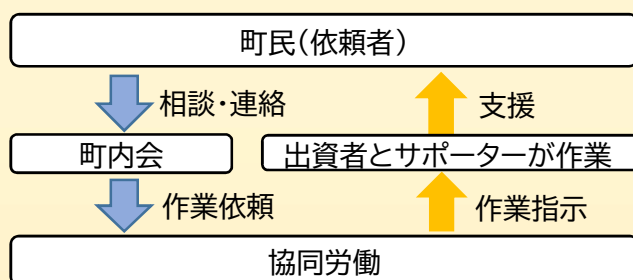 町民(依頼者)
相談・連絡
支援
町内会
出資者とサポーターが作業
作業依頼
作業指示
協同労働